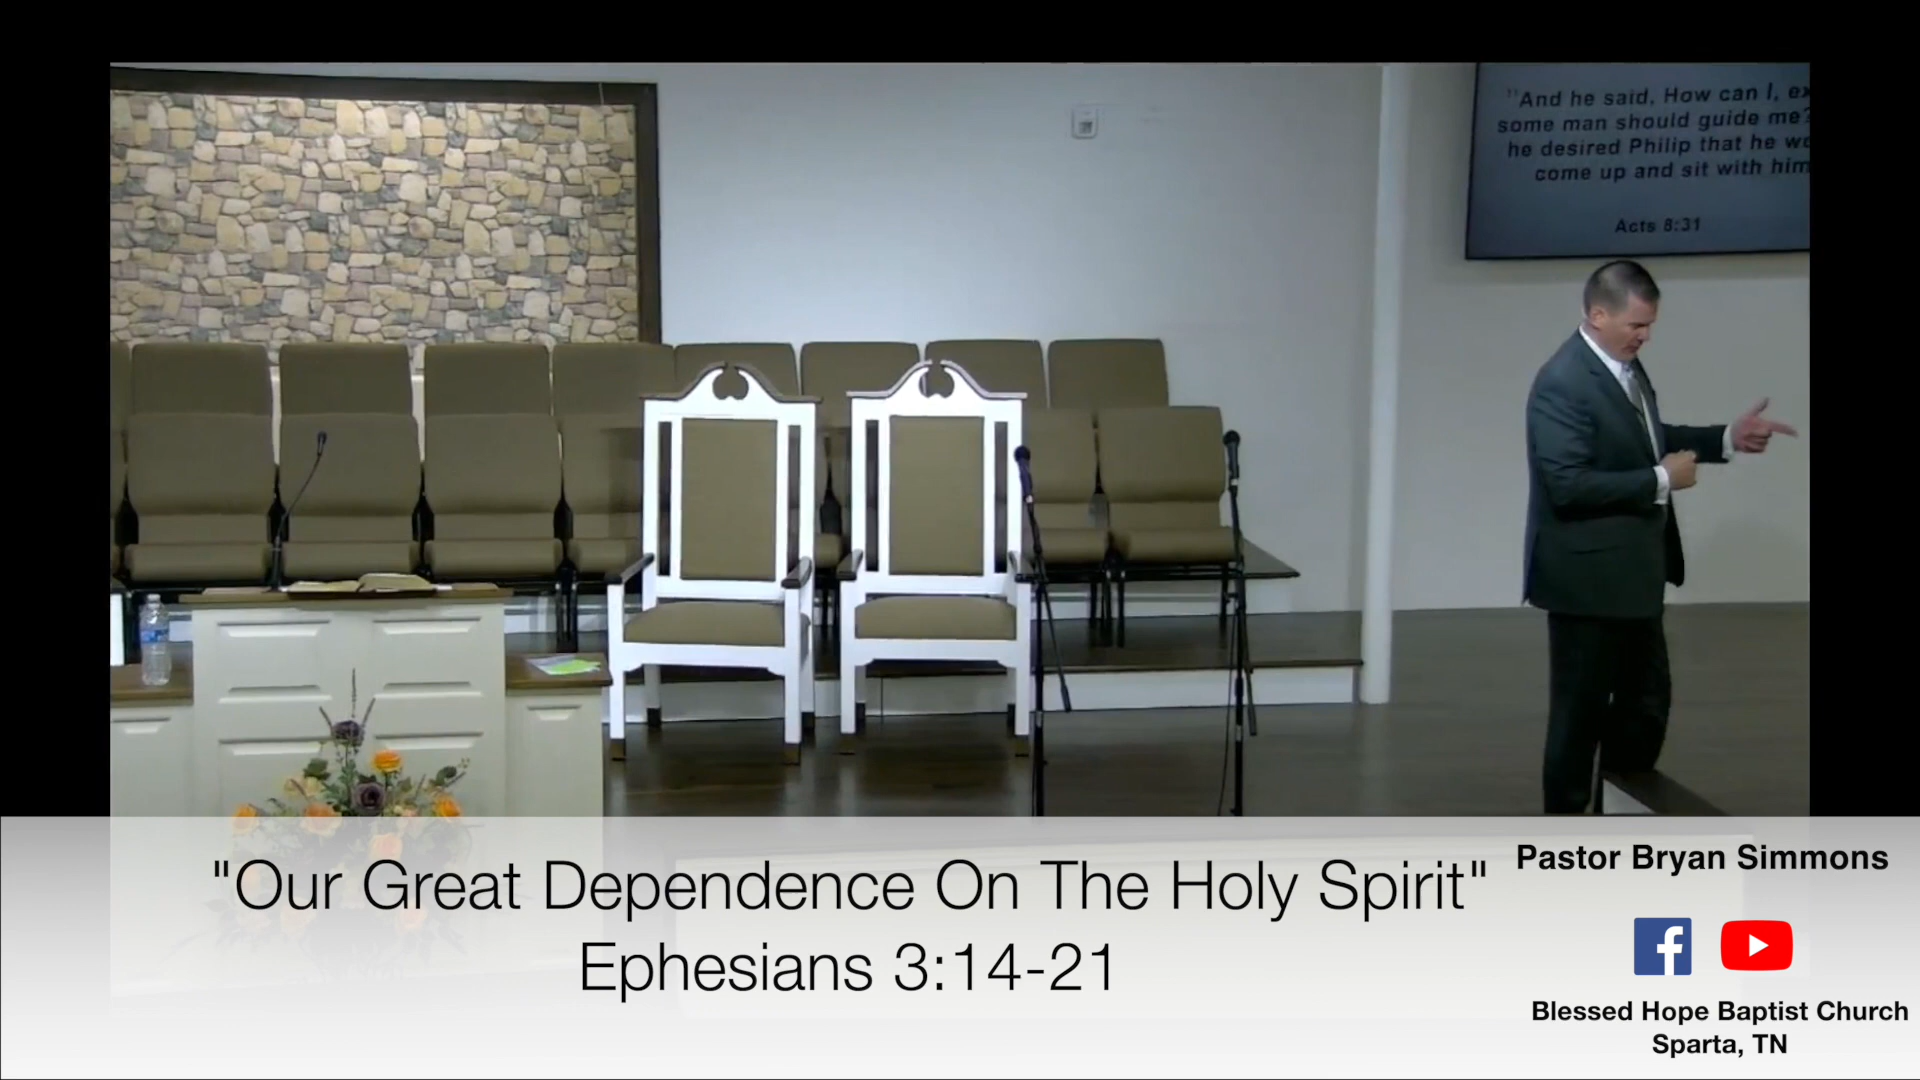 "And he said, How can I,
some man should guide me?
he desired Philip that he
come up and sit with him
Acts 8:31
"Our Great Dependence On The Holy Spirit"
Ephesians 3:14-21
Pastor Bryan Simmons
f
Blessed Hope Baptist Church
Sparta, TN